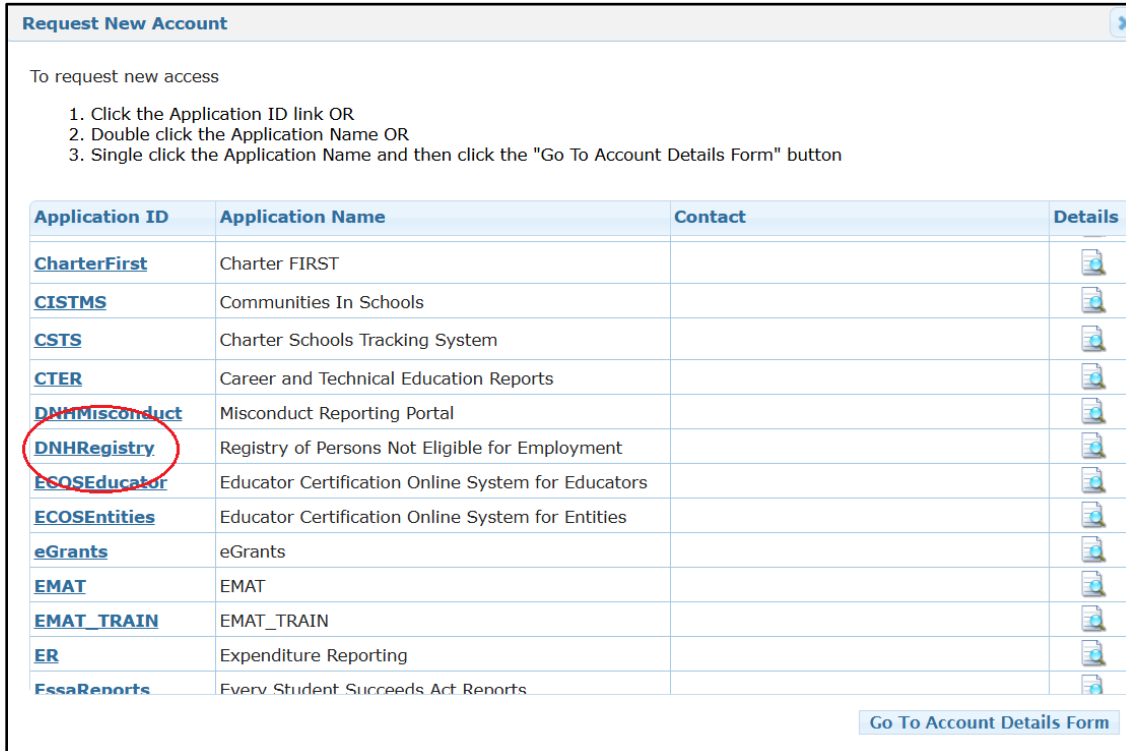 Request New Account
To request new access
1. Click the Application ID link OR
2. Double click the Application Name OR
3. Single click the Application Name and then click the "Go To Account Details Form" button
Application ID Application Name Contact Details
CharterFirst Charter FIRST
CISTMS Communities In Schools
CSTS Charter Schools Tracking System
CTER Career and Technical Education Reports
DNHMisconduct Misconduct Reporting Portal
DNHRegistry Registry of Persons Not Eligible for Employment
ECOSEducator Educator Certification Online System for Educators
ECOSEntities Educator Certification Online System for Entities
eGrants eGrants
EMAT EMAT
EMAT_TRAIN EMAT_TRAIN
ER Expenditure Reporting
EssaReports Every Student Succeeds Act Reports
Go To Account Details Form